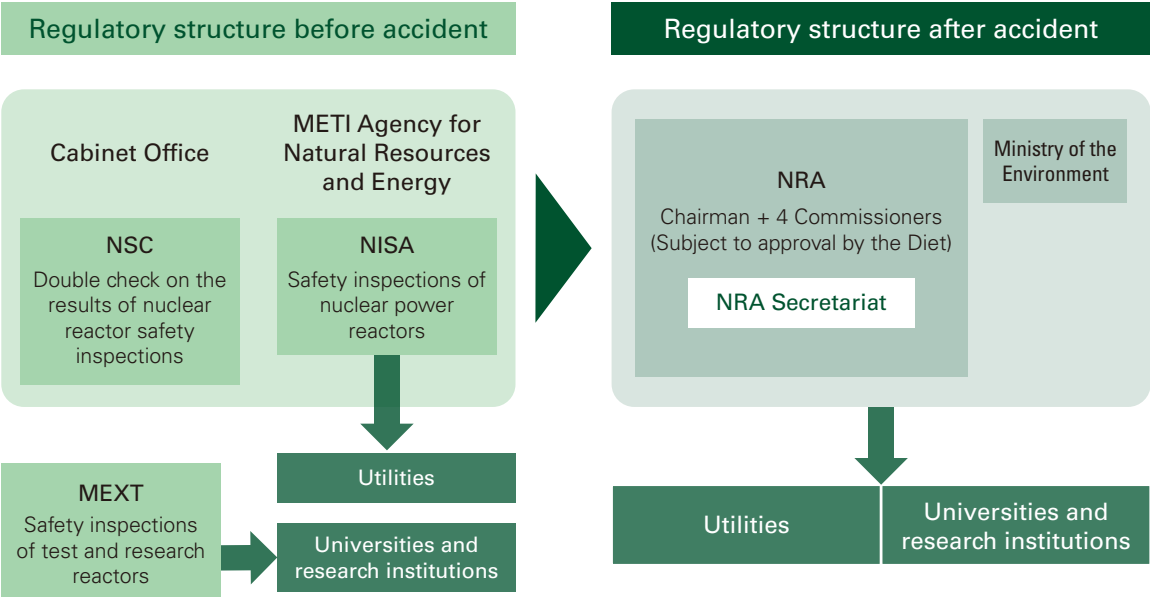 Regulatory structure before accident
Cabinet Office
METI Agency for
Natural Resources
and Energy
NSC
Double check on the
results of nuclear
reactor safety
inspections
NISA
Safety inspections of
nuclear power
reactors
Utilities
MEXT
Safety inspections
of test and research
reactors
Universities and
research institutions
Regulatory structure after accident
NRA
Chairman + 4 Commissioners
(Subject to approval by the Diet)
NRA Secretariat
Ministry of the
Environment
Utilities
Universities and
research institutions